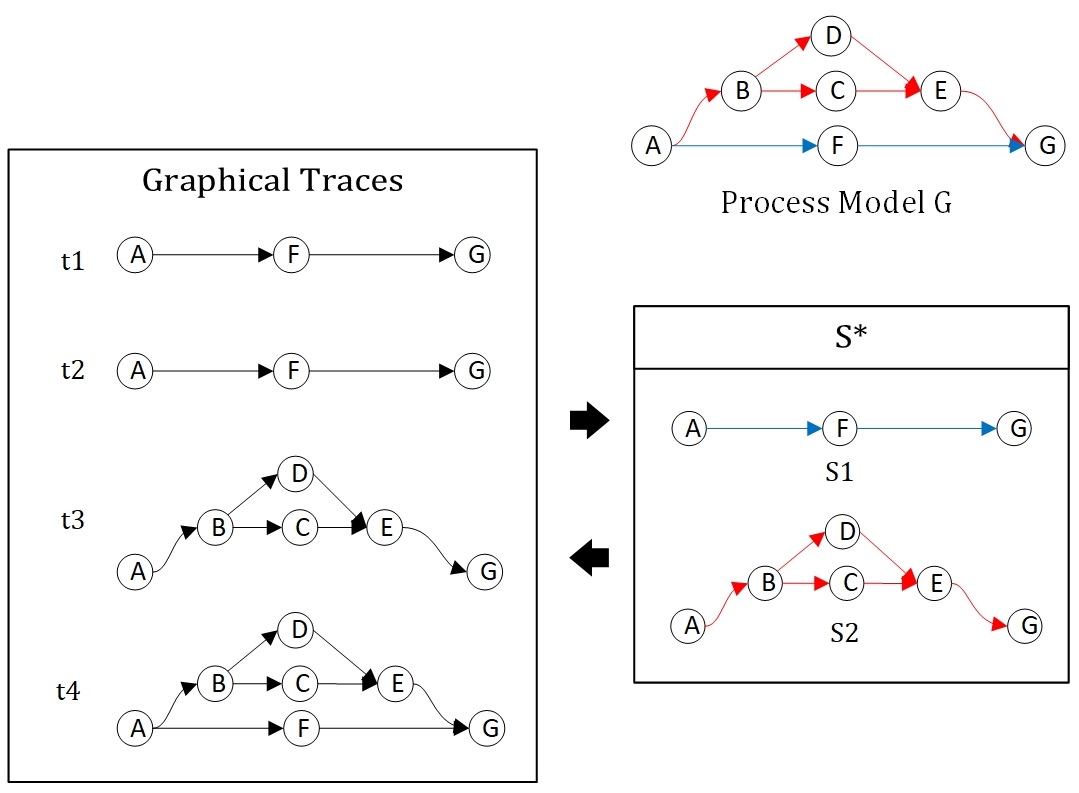 D
B C E
A F G
Process Model G
Graphical Traces
t1 A F G
t2 A F G
D
t3 B C E
A G
D
t4 B C E
A F G
S*
A F G
S1
D
B C E
A G
S2